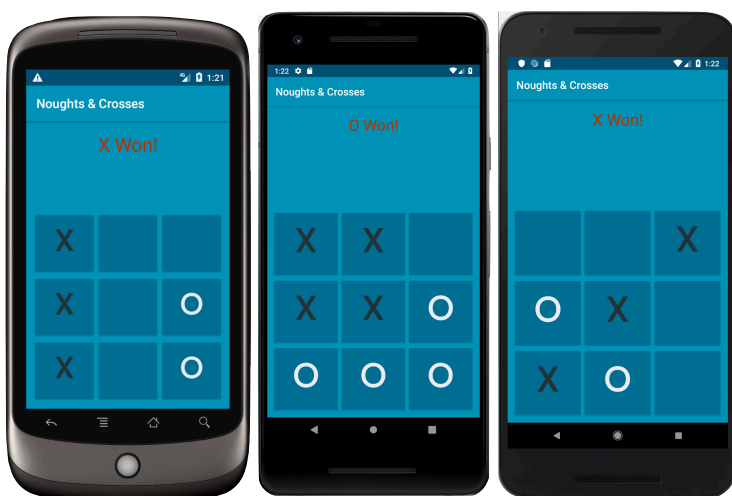 1:21
Noughts & Crosses
X Won!
X
X O
X O
1:22
Noughts & Crosses
O Won!
X X
X X O
O O O
1:22
Noughts & Crosses
X Won!
X
O X
X O